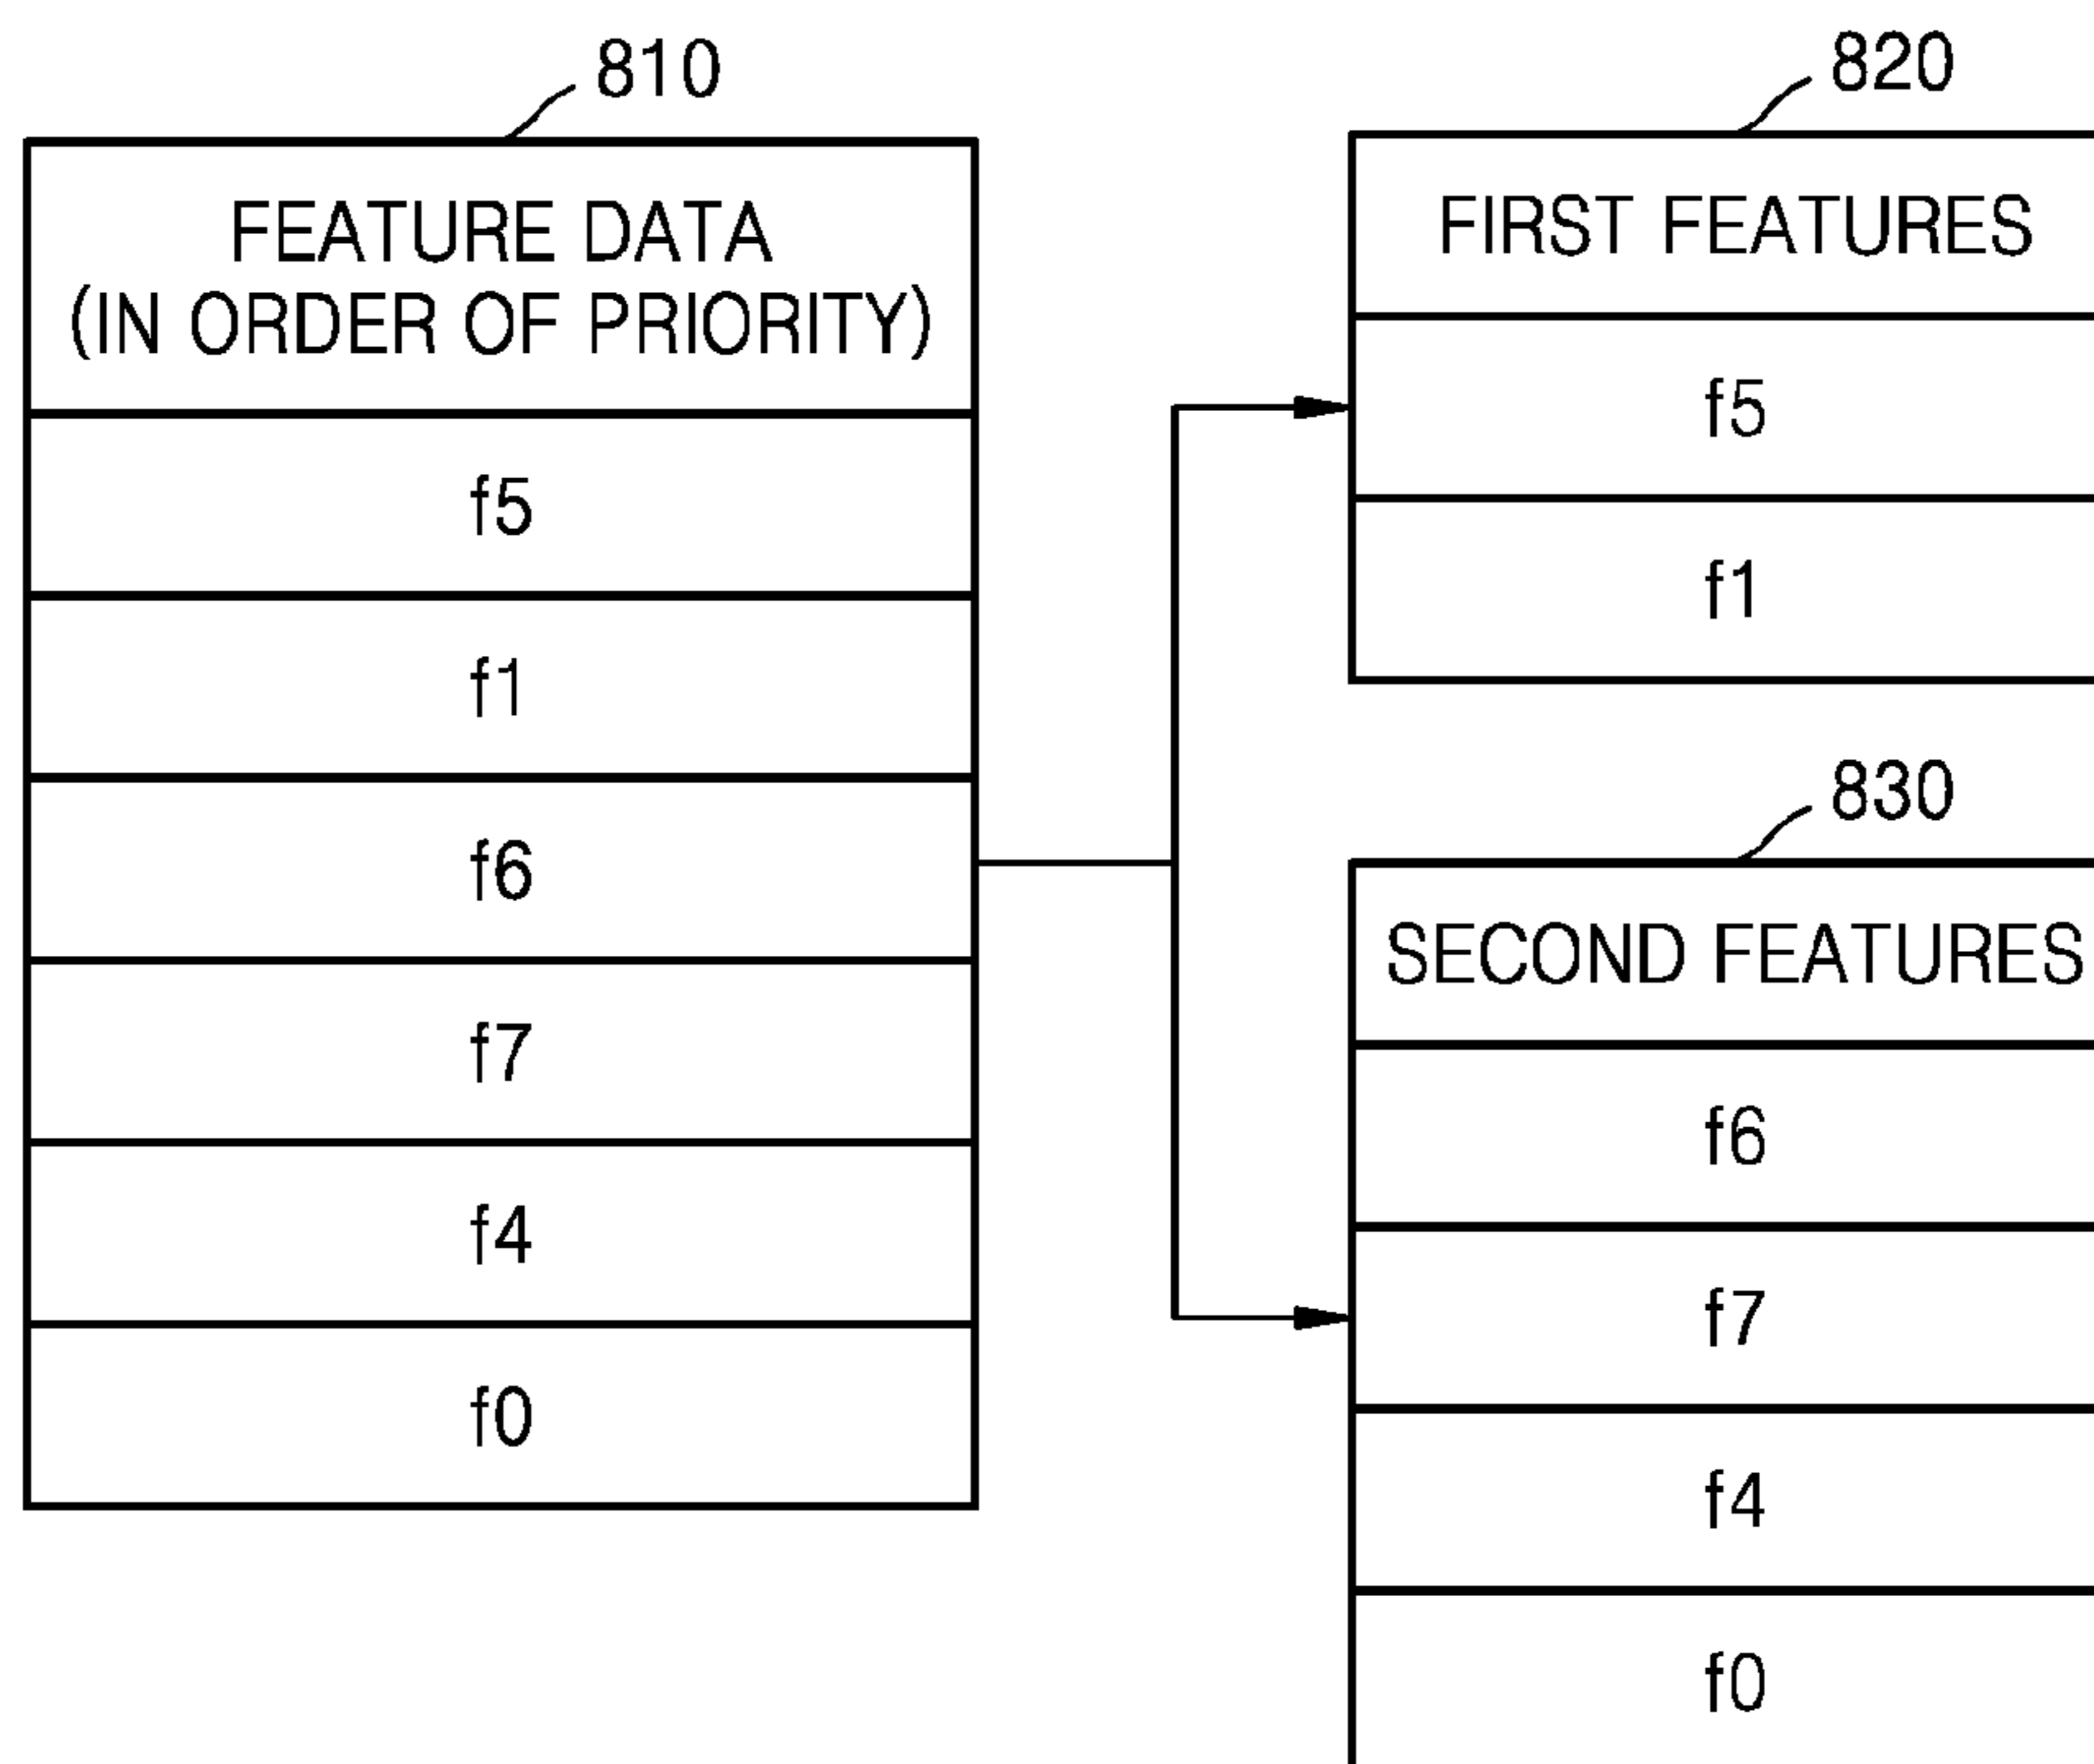 810
FEATURE DATA
(IN ORDER OF PRIORITY)
f5
f1
f6
f7
f4
f0
820
FIRST FEATURES
f5
f1
830
SECOND FEATURES
f6
f7
f4
f0